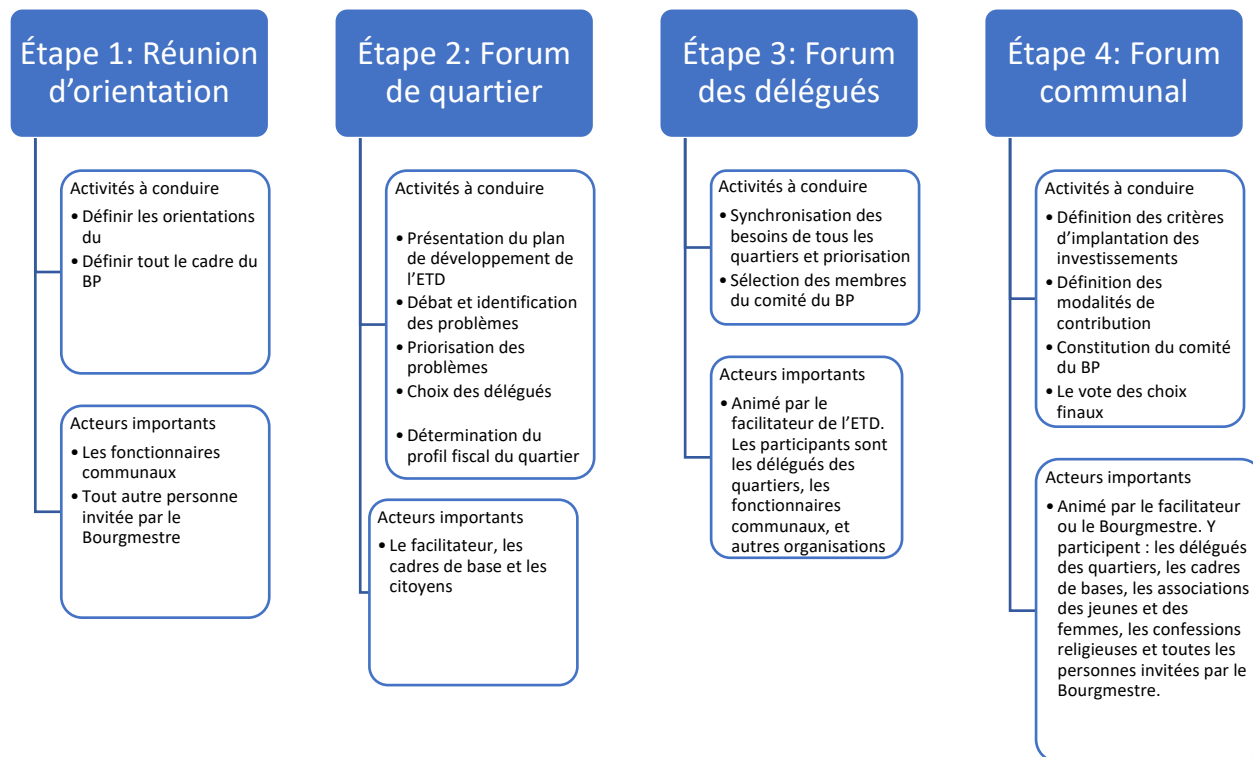 Étape 1: Réunion
d'orientation
Activités à conduire
• Définir les orientations
du
• Définir tout le cadre du
BP
Acteurs importants
• Les fonctionnaires
communaux
• Tout autre personne
invitée par le
Bourgmestre
Étape 2: Forum
de quartier
Activités à conduire
• Présentation du plan
de développement de
l'ETD
• Débat et identification
des problèmes
• Priorisation des
problèmes
• Choix des délégués
• Détermination du
profil fiscal du quartier
Acteurs importants
• Le facilitateur, les
cadres de base et les
citoyens
Étape 3: Forum
des délégués
Activités à conduire
• Synchronisation des
besoins de tous les
quartiers et priorisation
• Sélection des membres
du comité du BP
Acteurs importants
• Animé par le
facilitateur de l'ETD.
Les participants sont
les délégués des
quartiers, les
fonctionnaires
communaux, et
autres organisations
Étape 4: Forum
communal
Activités à conduire
• Définition des critères
d'implantation des
investissements
• Définition des
modalités de
contribution
• Constitution du comité
du BP
• Le vote des choix
finaux
Acteurs importants
• Animé par le facilitateur
ou le Bourgmestre. Y
participent : les délégués
des quartiers, les cadres
de bases, les associations
des jeunes et des
femmes, les confessions
religieuses et toutes les
personnes invitées par le
Bourgmestre.